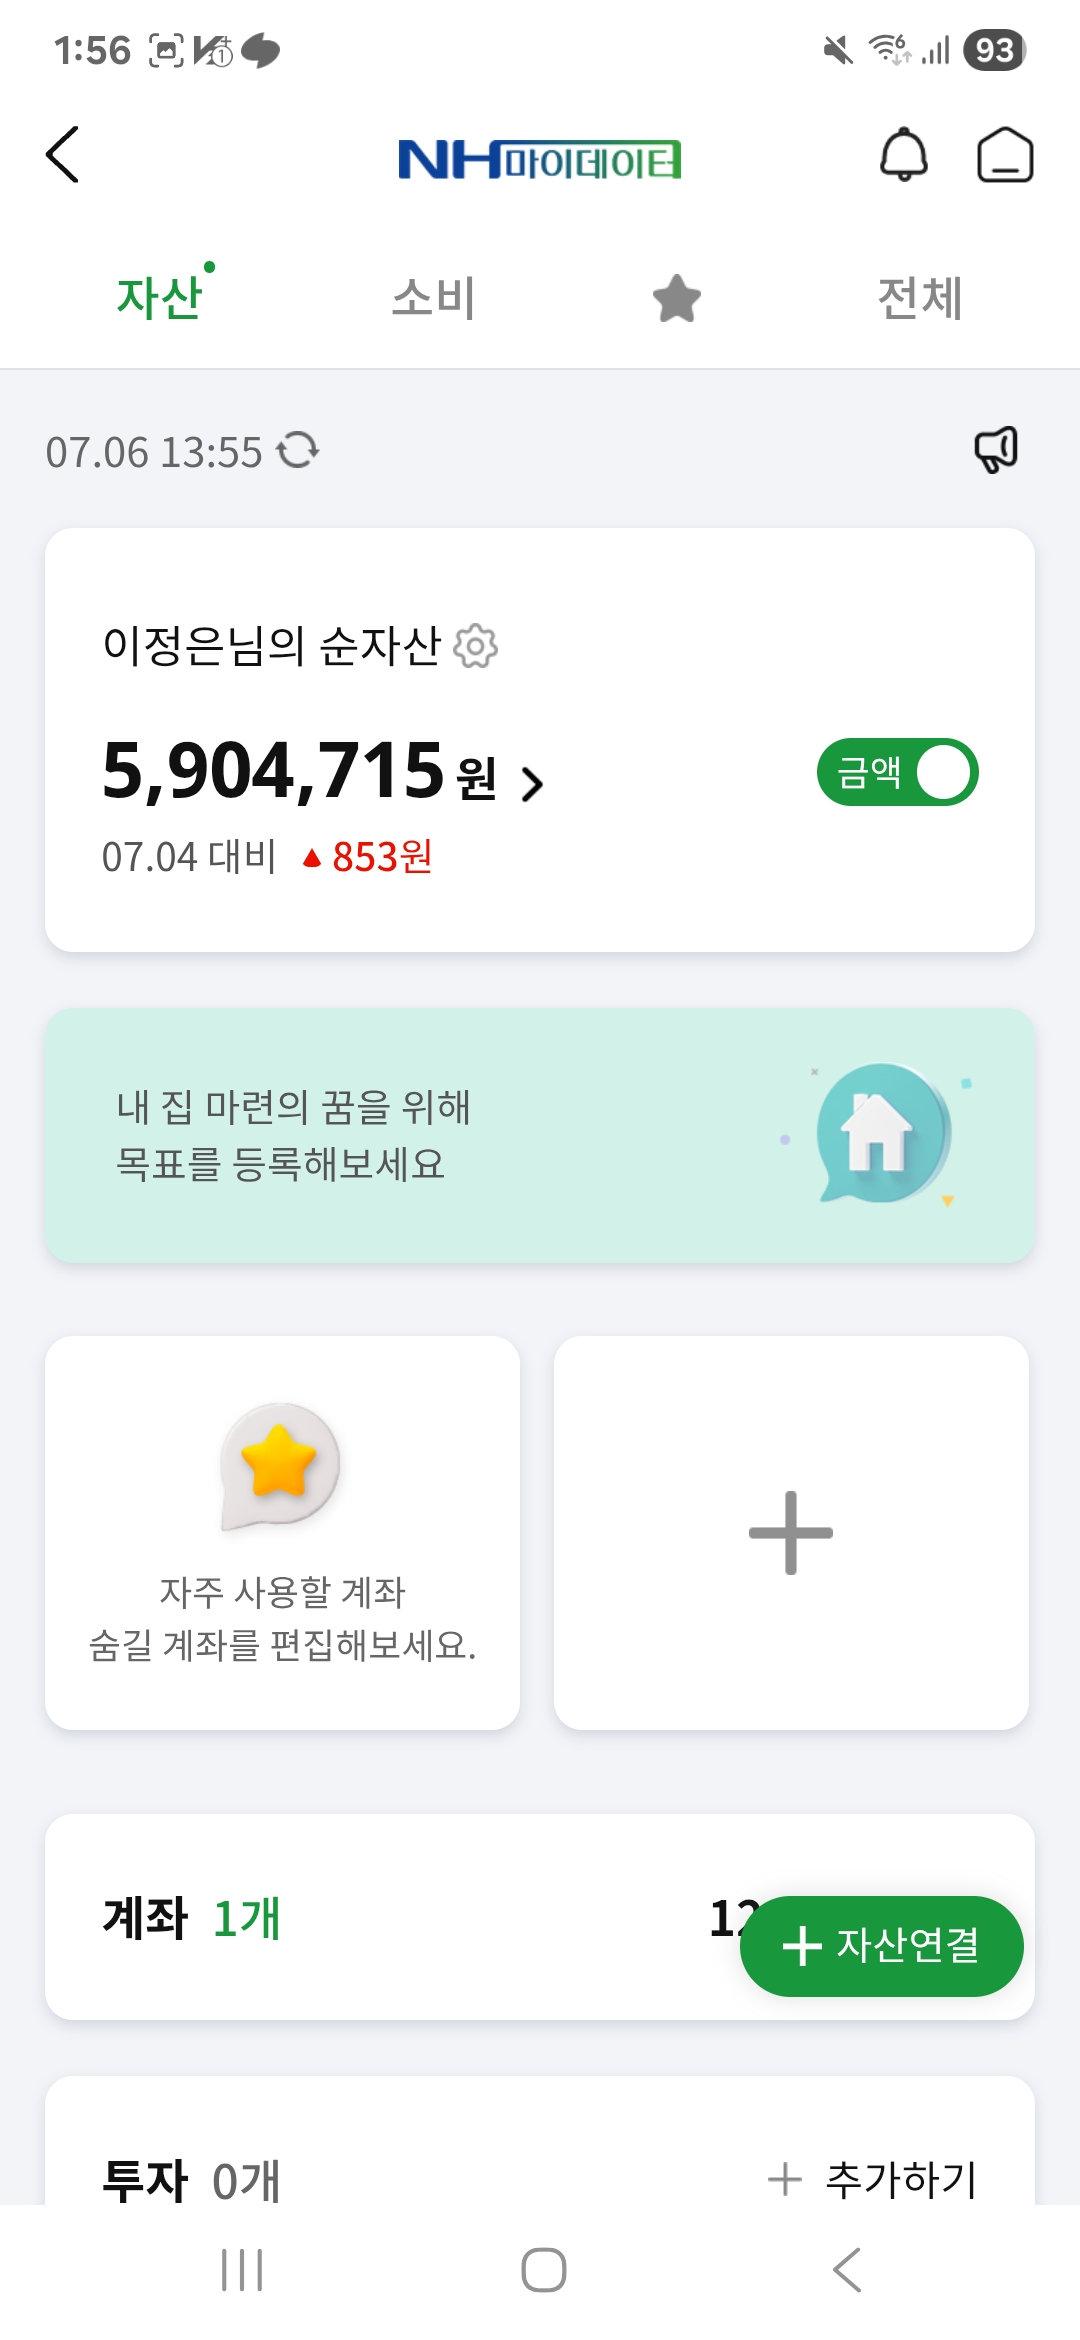 1:56
93
NH마이데이터
자산
소비
전체
07.06 13:55
이정은님의 순자산
5,904,715 원
금액
07.04 대비 ▲ 853원
내 집 마련의 꿈을 위해
목표를 등록해보세요
자주 사용할 계좌
숨길 계좌를 편집해보세요.
계좌 1개
12
+ 자산연결
투자 0개
+ 추가하기